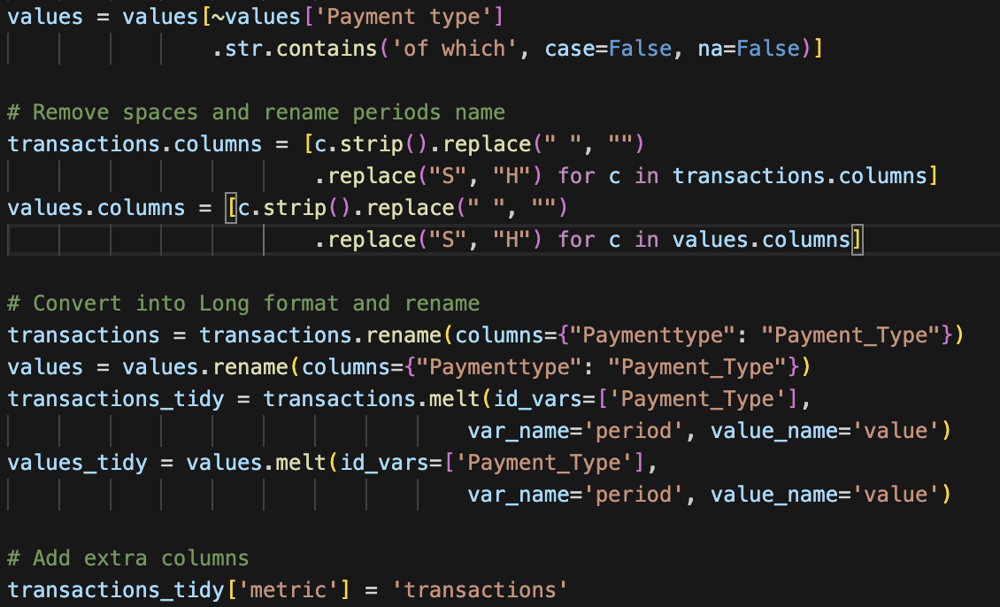 values = values[~values['Payment type']
                .str.contains('of which', case=False, na=False)]

# Remove spaces and rename periods name
transactions.columns = [c.strip().replace(" ", "")
                        .replace("S", "H") for c in transactions.columns]
values.columns = [c.strip().replace(" ", "")
                        .replace("S", "H") for c in values.columns]

# Convert into Long format and rename
transactions = transactions.rename(columns={"Paymenttype": "Payment_Type"})
values = values.rename(columns={"Paymenttype": "Payment_Type"})
transactions_tidy = transactions.melt(id_vars=['Payment_Type'],
                                    var_name='period', value_name='value')
values_tidy = values.melt(id_vars=['Payment_Type'],
                                    var_name='period', value_name='value')

# Add extra columns
transactions_tidy['metric'] = 'transactions'